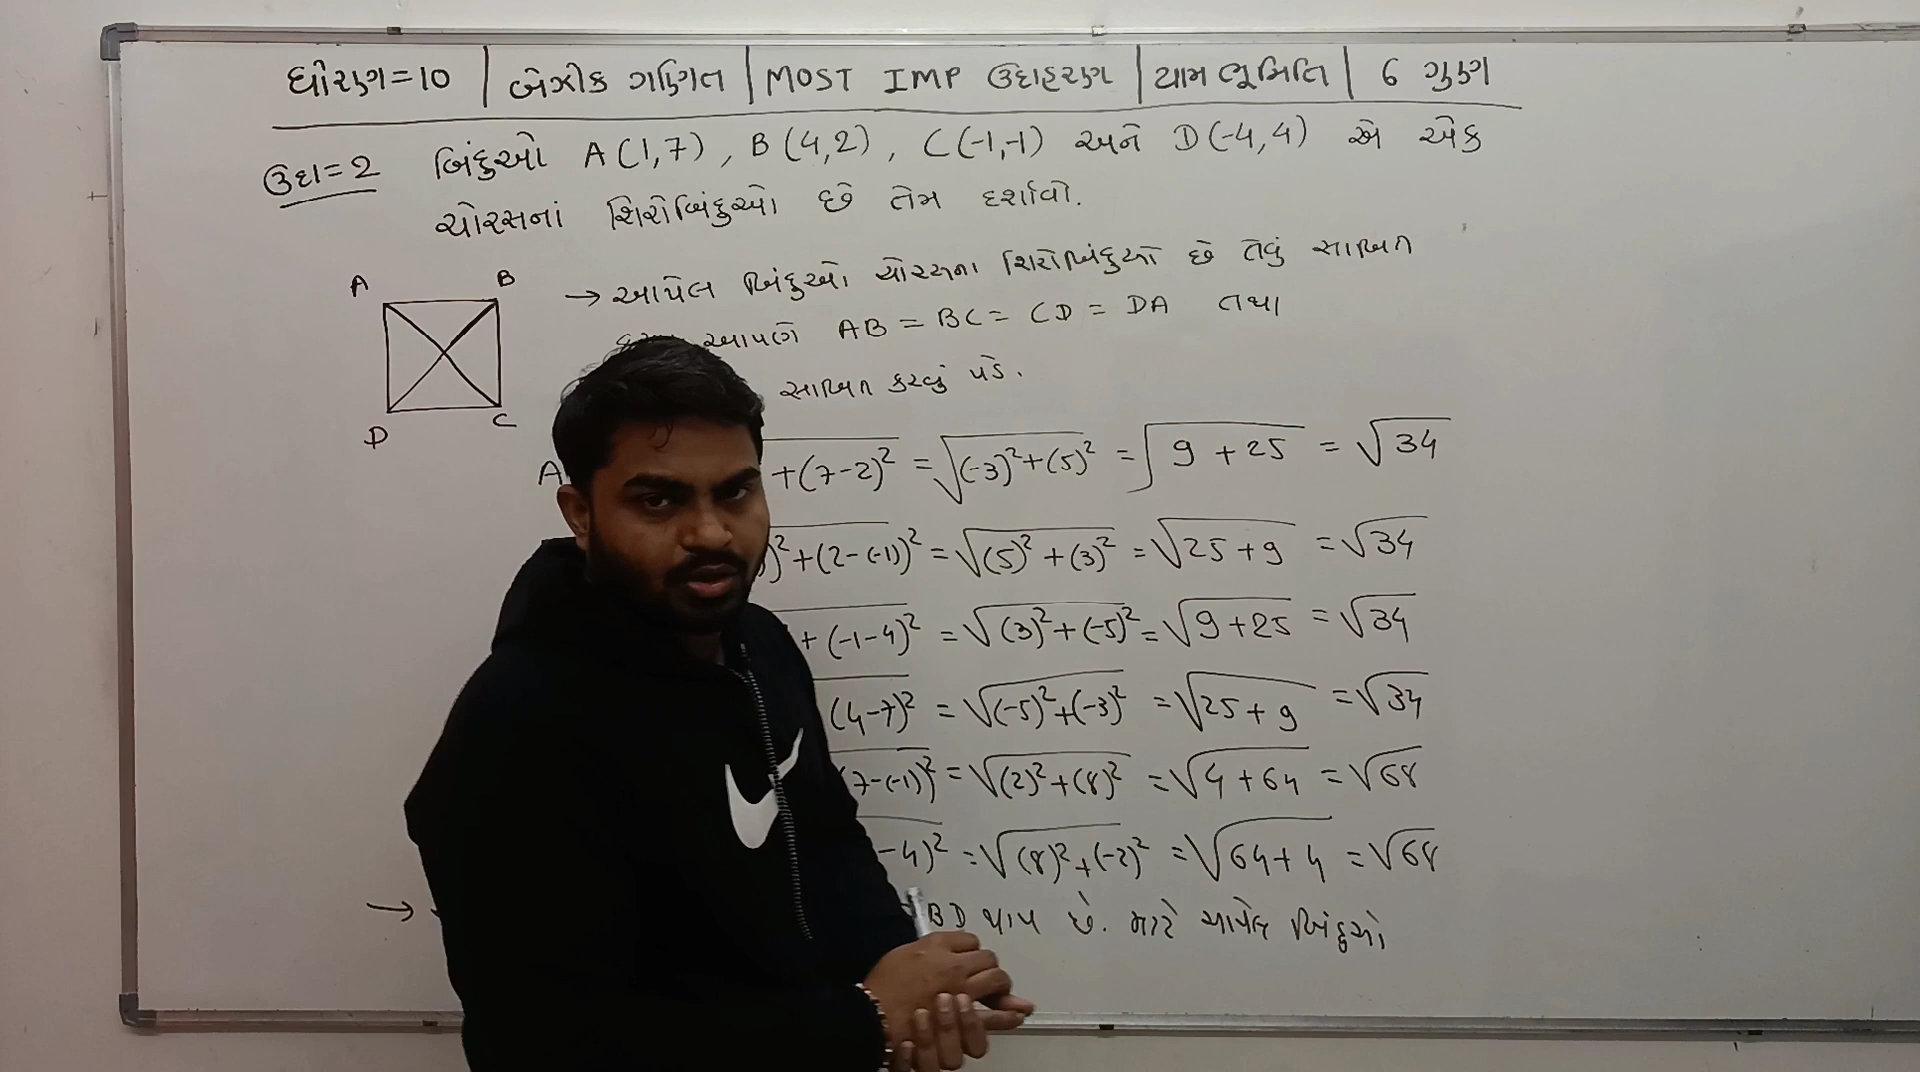 ધોરણ=10 | બેઝીક ગણિત | MOST IMP ઉદાહરણ | યામ ભૂમિતિ | 6 ગુણ
ઉદા=2 બિંદુઓ A(1,7), B(4,2), C(-1,-1) અને D(-4,4) એ એક
ચોરસનાં શિરોબિંદુઓ છે તેમ દર્શાવો.
A B
D C
→ આપેલ બિંદુઓ ચોરસના શિરોબિંદુઓ છે તેવું સાબિત
આપણે AB = BC = CD = DA તથા
સાબિત કરવું પડે.
A +(7-2)² = √(-3)²+(5)² = √9+25 = √34
)²+(2-(-1))² = √(5)²+(3)² = √25+9 = √34
+(-1-4)² = √(3)²+(-5)² = √9+25 = √34
(4-7)² = √(-5)²+(-3)² = √25+9 = √34
(7-(-1))² = √(2)²+(8)² = √4+64 = √68
-4)² = √(8)²+(-2)² = √64+4 = √68
→ BD થાય છે. માટે આપેલ બિંદુઓ